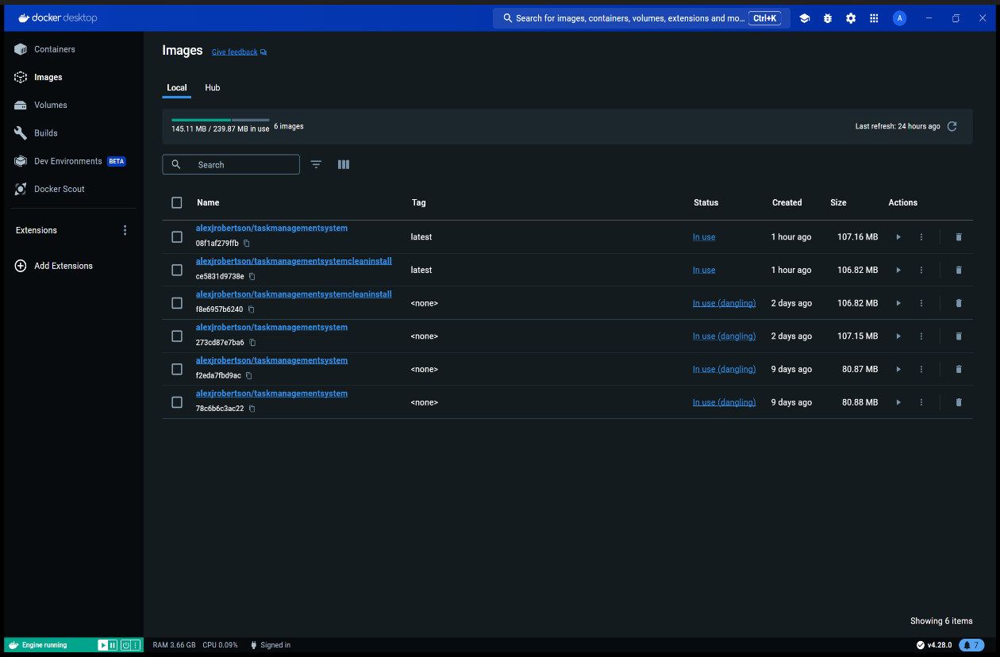 docker desktop
Search for images, containers, volumes, extensions and mo... Ctrl+K
A
Containers
Images
Volumes
Builds
Dev Environments BETA
Docker Scout
Extensions
Add Extensions
Images Give feedback
Local Hub
145.11 MB / 239.87 MB in use 6 images
Last refresh: 24 hours ago
Search
Name Tag Status Created Size Actions
alexjrobertson/taskmanagementsystem
08f1af279ffb
latest In use 1 hour ago 107.16 MB
alexjrobertson/taskmanagementsystemcleaninstall
ce5831d9738e
latest In use 1 hour ago 106.82 MB
alexjrobertson/taskmanagementsystemcleaninstall
f8e6957b6240
<none> In use (dangling) 2 days ago 106.82 MB
alexjrobertson/taskmanagementsystem
273cd87e7ba6
<none> In use (dangling) 2 days ago 107.15 MB
alexjrobertson/taskmanagementsystem
f2eda7fbd9ac
<none> In use (dangling) 9 days ago 80.87 MB
alexjrobertson/taskmanagementsystem
78c6b6c3ac22
<none> In use (dangling) 9 days ago 80.88 MB
Showing 6 items
Engine running
RAM 3.66 GB CPU 0.09% Signed in
v4.28.0 7